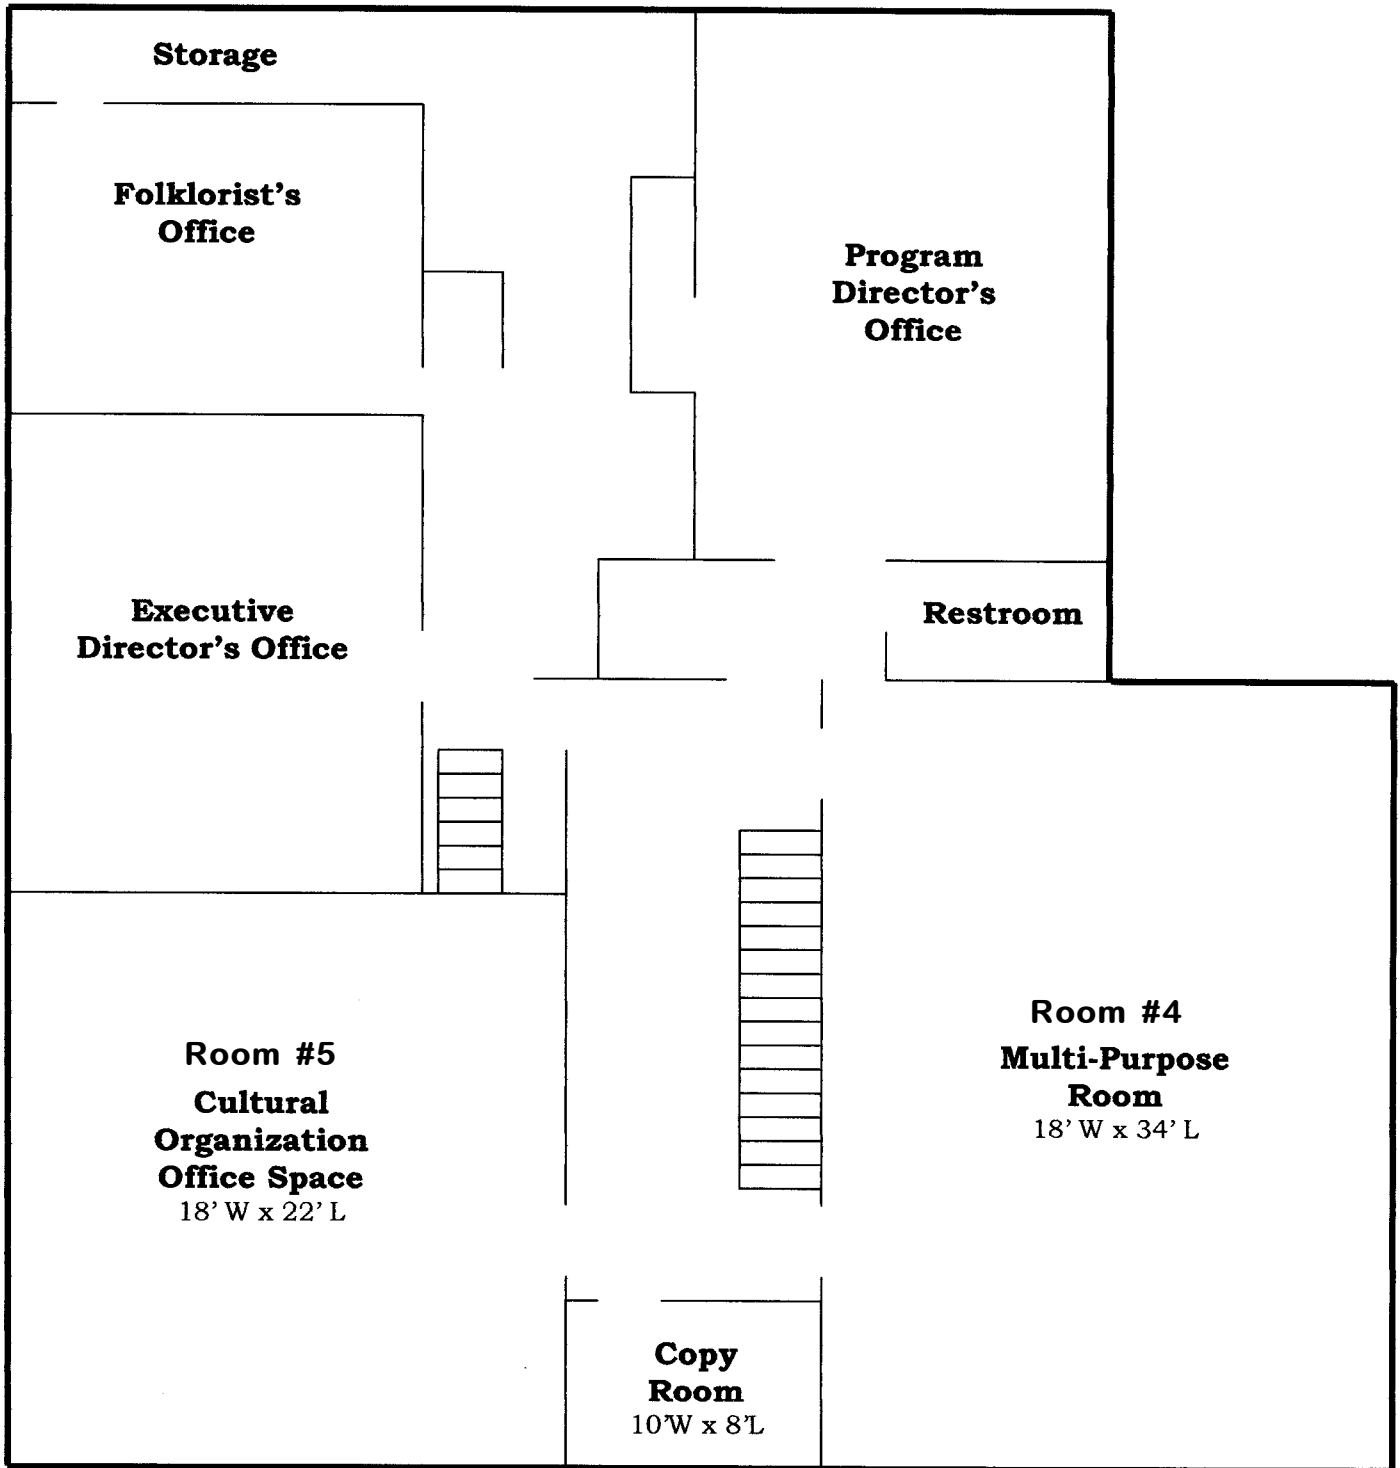 Storage
Folklorist's
Office
Program
Director's
Office
Executive
Director's Office
Restroom
Room #5
Cultural
Organization
Office Space
18' W x 22' L
Room #4
Multi-Purpose
Room
18' W x 34' L
Copy
Room
10'W x 8'L